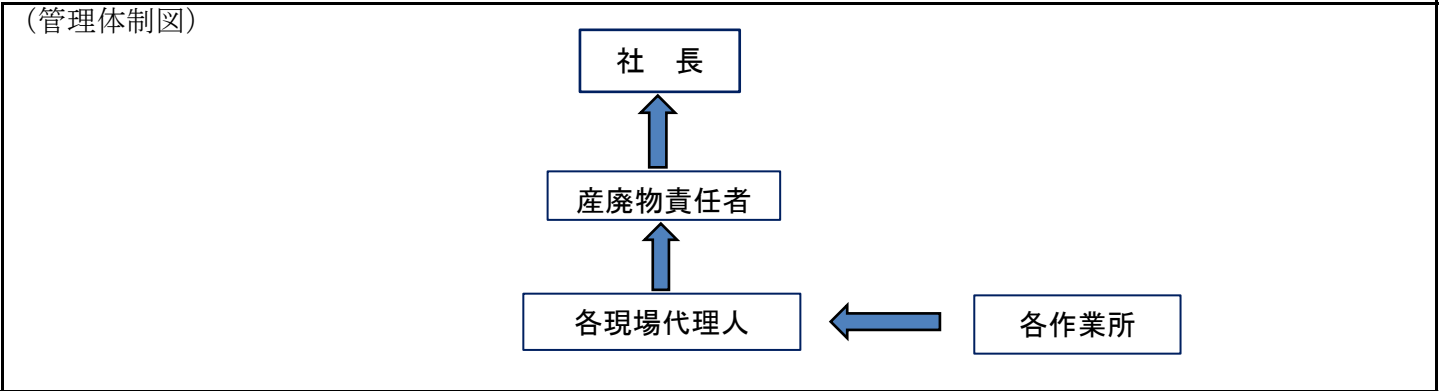 （管理体制図）
社　長
産廃物責任者
各現場代理人
各作業所